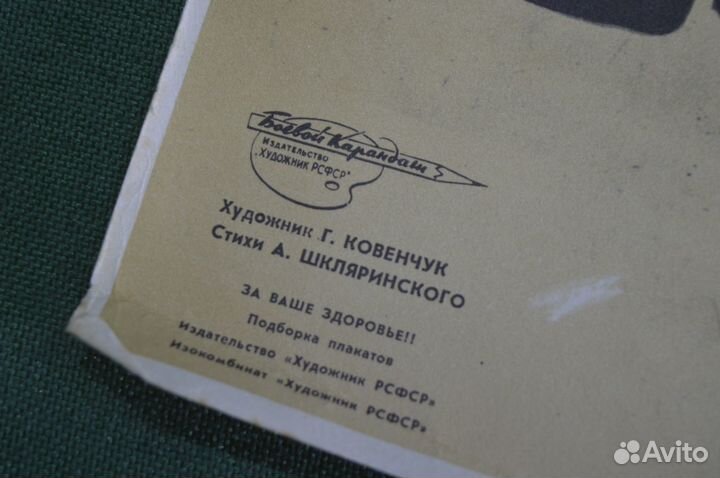 Боевой Карандаш
ИЗДАТЕЛЬСТВО
„ХУДОЖНИК РСФСР"
Художник Г. КОВЕНЧУК
Стихи А. ШКЛЯРИНСКОГО
ЗА ВАШЕ ЗДОРОВЬЕ!!
Подборка плакатов
Издательство «Художник РСФСР»
Изокомбинат «Художник РСФСР»
Avito